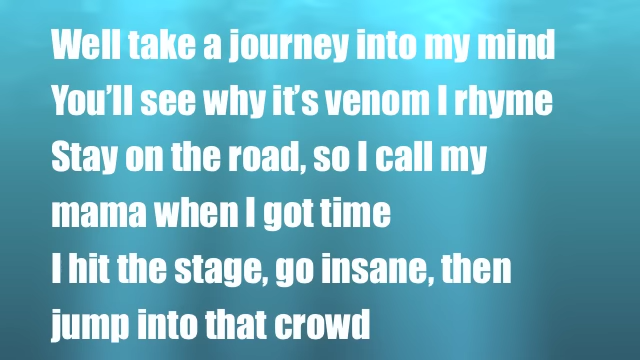 Well take a journey into my mind
You’ll see why it’s venom I rhyme
Stay on the road, so I call my
mama when I got time
I hit the stage, go insane, then
jump into that crowd